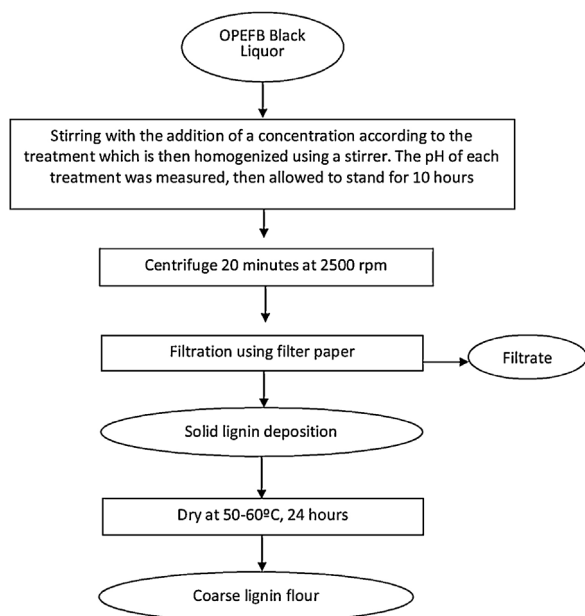 OPEFB Black
Liquor
Stirring with the addition of a concentration according to the
treatment which is then homogenized using a stirrer. The pH of each
treatment was measured, then allowed to stand for 10 hours
Centrifuge 20 minutes at 2500 rpm
Filtration using filter paper
Filtrate
Solid lignin deposition
Dry at 50-60ºC, 24 hours
Coarse lignin flour